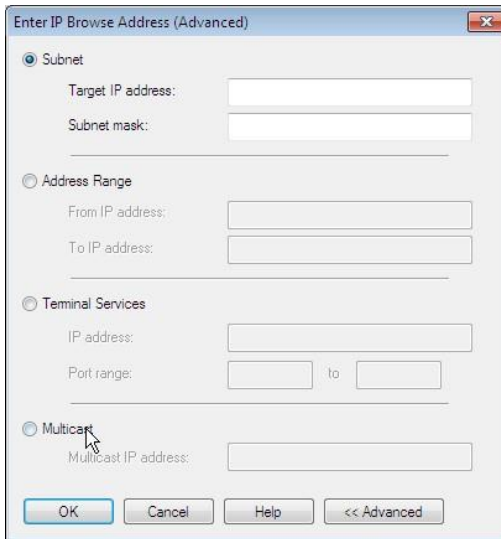 Enter IP Browse Address (Advanced)
Subnet
Target IP address:
Subnet mask:
Address Range
From IP address:
To IP address:
Terminal Services
IP address:
Port range: to
Multicast
Multicast IP address:
OK Cancel Help << Advanced